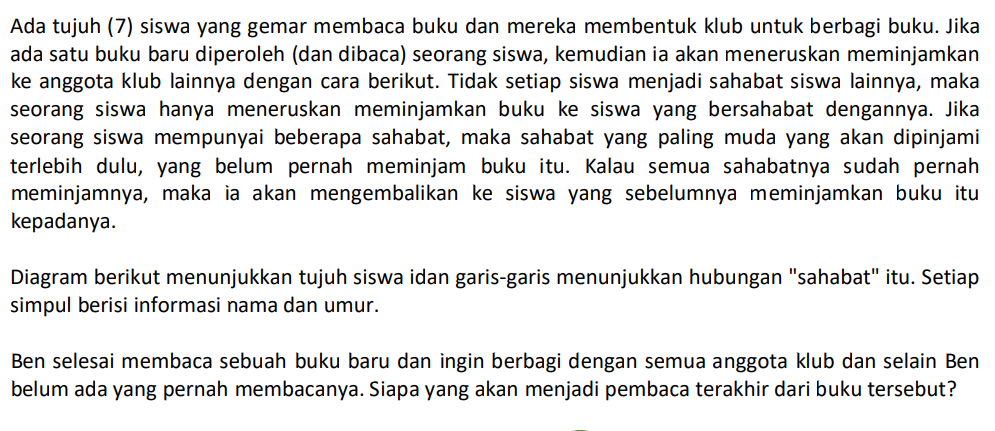 Ada tujuh (7) siswa yang gemar membaca buku dan mereka membentuk klub untuk berbagi buku. Jika
ada satu buku baru diperoleh (dan dibaca) seorang siswa, kemudian ia akan meneruskan meminjamkan
ke anggota klub lainnya dengan cara berikut. Tidak setiap siswa menjadi sahabat siswa lainnya, maka
seorang siswa hanya meneruskan meminjamkan buku ke siswa yang bersahabat dengannya. Jika
seorang siswa mempunyai beberapa sahabat, maka sahabat yang paling muda yang akan dipinjami
terlebih dulu, yang belum pernah meminjam buku itu. Kalau semua sahabatnya sudah pernah
meminjamnya, maka ia akan mengembalikan ke siswa yang sebelumnya meminjamkan buku itu
kepadanya.
Diagram berikut menunjukkan tujuh siswa idan garis-garis menunjukkan hubungan "sahabat" itu. Setiap
simpul berisi informasi nama dan umur.
Ben selesai membaca sebuah buku baru dan ingin berbagi dengan semua anggota klub dan selain Ben
belum ada yang pernah membacanya. Siapa yang akan menjadi pembaca terakhir dari buku tersebut?